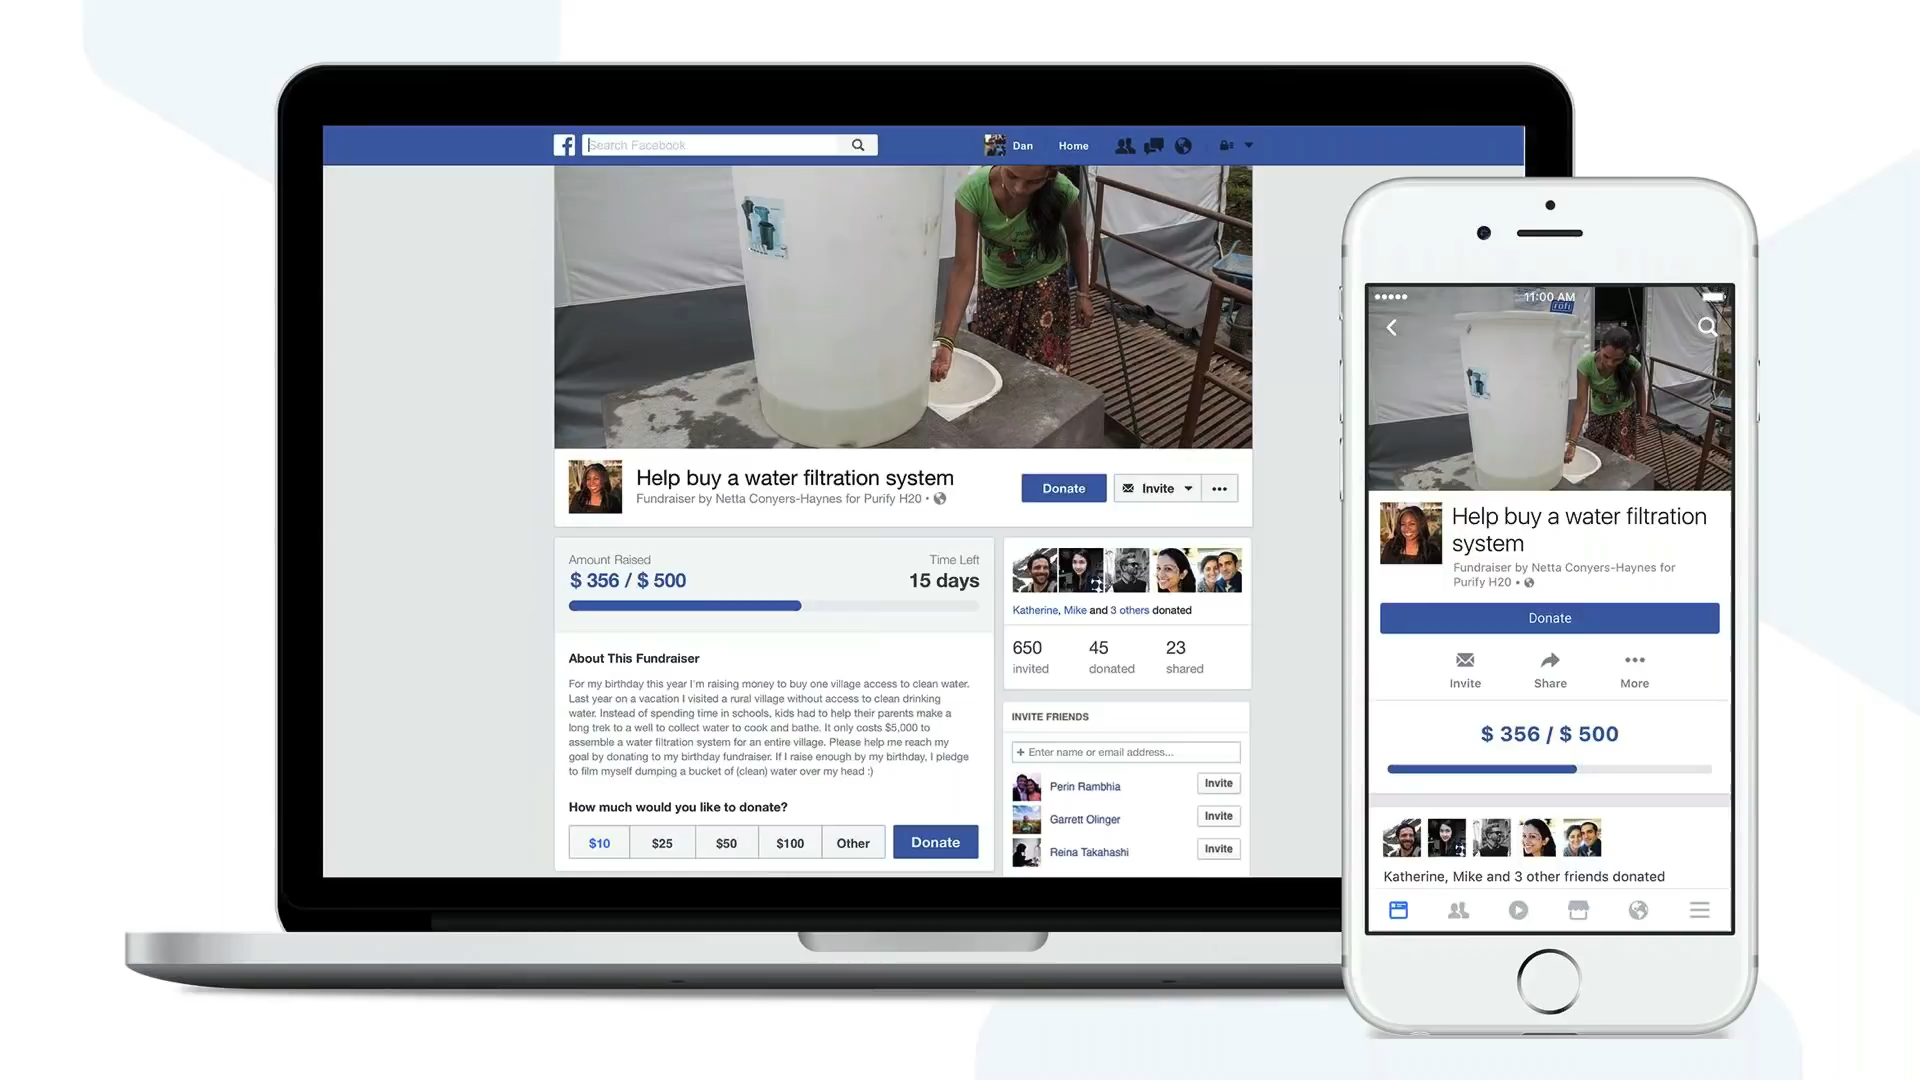 Search Facebook
Dan
Home
Help buy a water filtration system
Fundraiser by Netta Conyers-Haynes for Purify H20 •
Donate
Invite
Amount Raised
Time Left
$ 356 / $ 500
15 days
About This Fundraiser
For my birthday this year I'm raising money to buy one village access to clean water.
Last year on a vacation I visited a rural village without access to clean drinking
water. Instead of spending time in schools, kids had to help their parents make a
long trek to a well to collect water to cook and bathe. It only costs $5,000 to
assemble a water filtration system for an entire village. Please help me reach my
goal by donating to my birthday fundraiser. If I raise enough by my birthday, I pledge
to film myself dumping a bucket of (clean) water over my head :)
How much would you like to donate?
$10
$25
$50
$100
Other
Donate
Katherine, Mike and 3 others donated
650
45
23
invited
donated
shared
INVITE FRIENDS
+ Enter name or email address...
Perin Rambhia
Invite
Garrett Olinger
Invite
Reina Takahashi
Invite
11:00 AM
Help buy a water filtration
system
Fundraiser by Netta Conyers-Haynes for
Purify H20 •
Donate
Invite
Share
More
$ 356 / $ 500
Katherine, Mike and 3 other friends donated